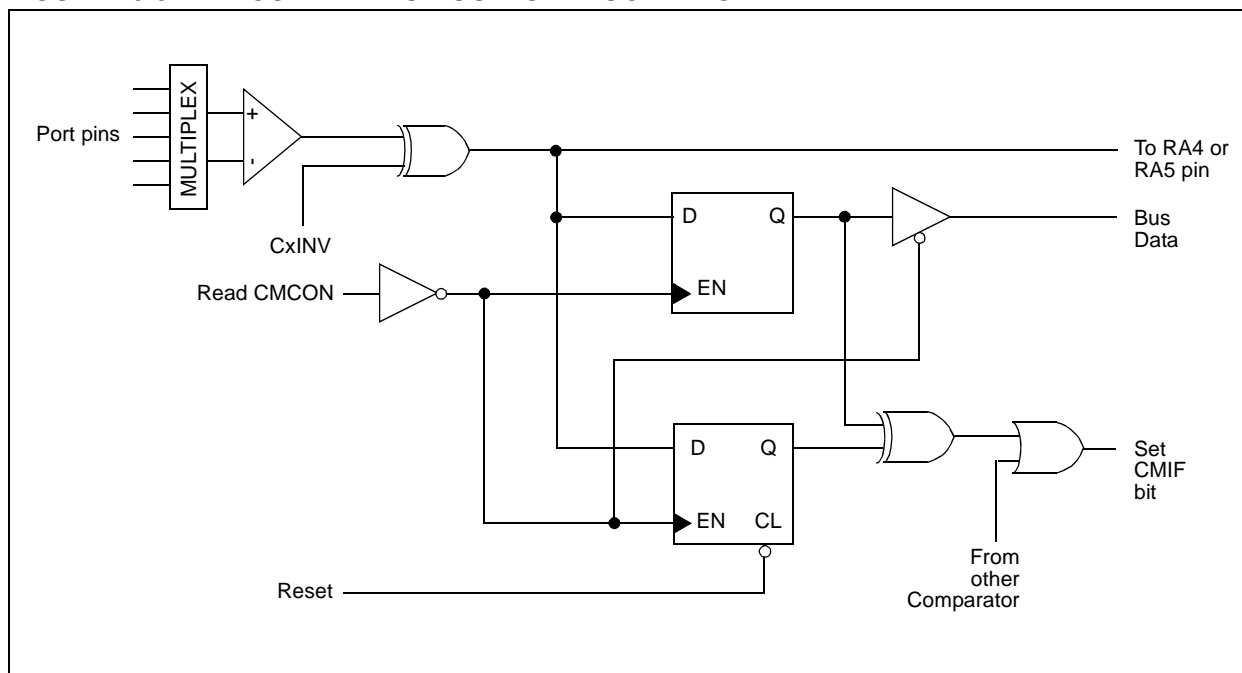 MULTIPLEX
+
-
Port pins
CxINV
To RA4 or
RA5 pin
D
Q
EN
Bus
Data
Read CMCON
D
Q
EN
CL
Set
CMIF
bit
From
other
Comparator
Reset